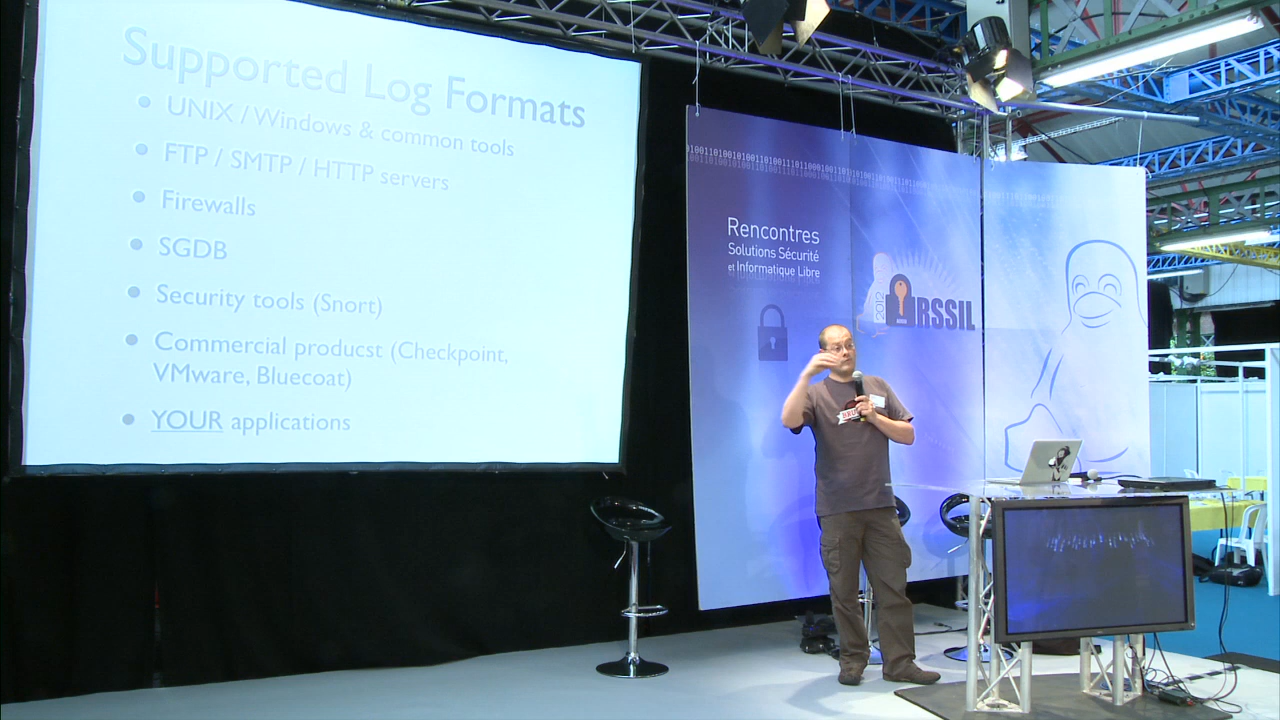 Supported Log Formats
UNIX / Windows & common tools
FTP / SMTP / HTTP servers
Firewalls
SGDB
Security tools (Snort)
Commercial producst (Checkpoint,
VMware, Bluecoat)
YOUR applications
Rencontres
Solutions Sécurité
et Informatique Libre
2012
RSSIL